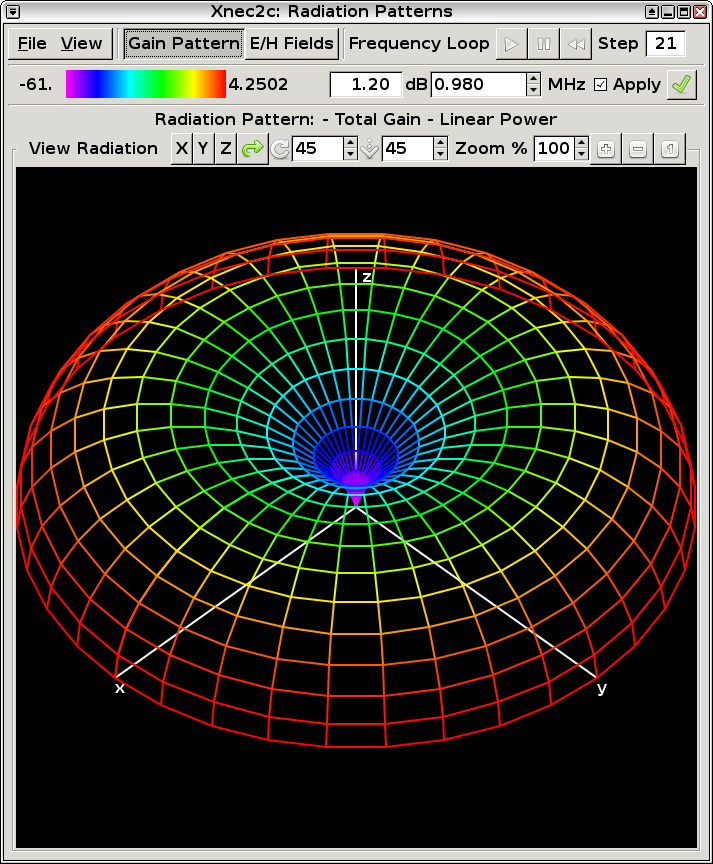 Xnec2c: Radiation Patterns
File View Gain Pattern E/H Fields Frequency Loop Step 21
-61. 4.2502 1.20 dB 0.980 MHz Apply
Radiation Pattern: - Total Gain - Linear Power
View Radiation X Y Z 45 45 Zoom % 100 1
z
x y